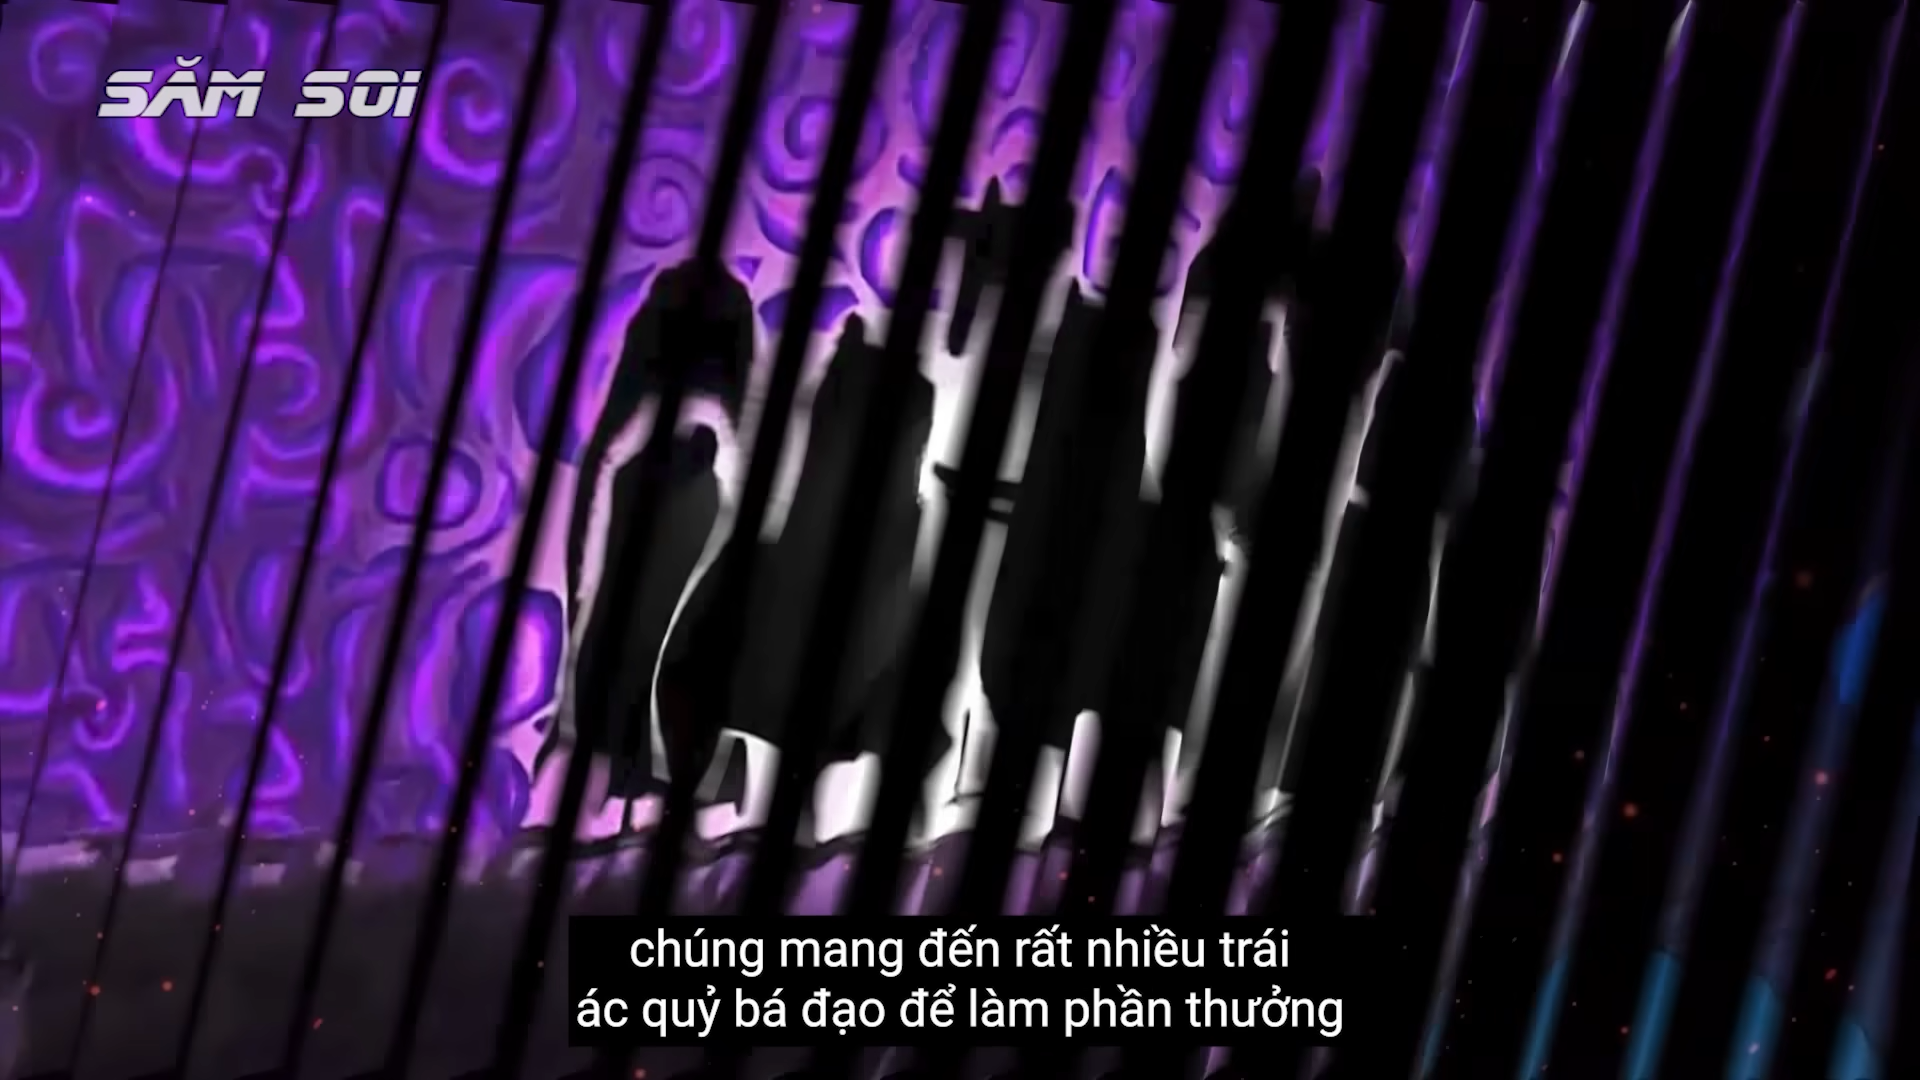 SĂM SOI
chúng mang đến rất nhiều trái
ác quỷ bá đạo để làm phần thưởng